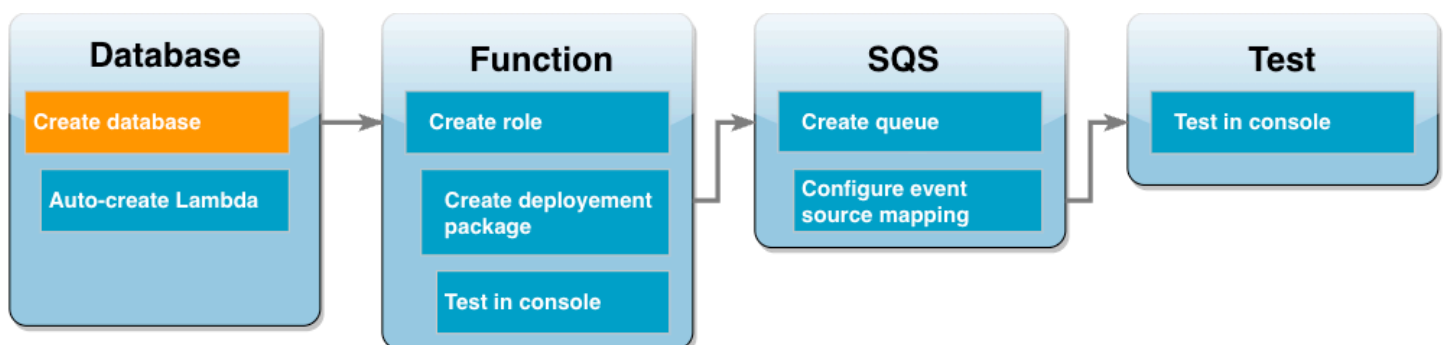 Database
Create database
Auto-create Lambda
Function
Create role
Create deployement
package
Test in console
SQS
Create queue
Configure event
source mapping
Test
Test in console